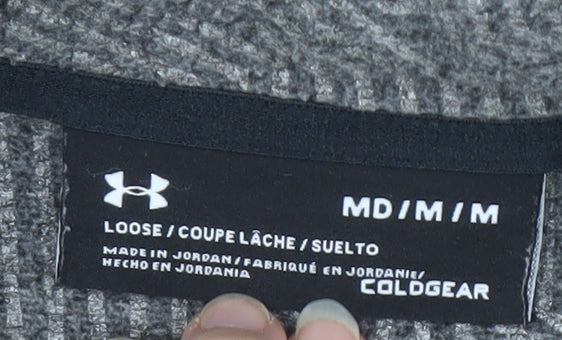 MD / M / M
LOOSE / COUPE LÂCHE / SUELTO
MADE IN JORDAN / FABRIQUÉ EN JORDANIE /
HECHO EN JORDANIA
COLDGEAR